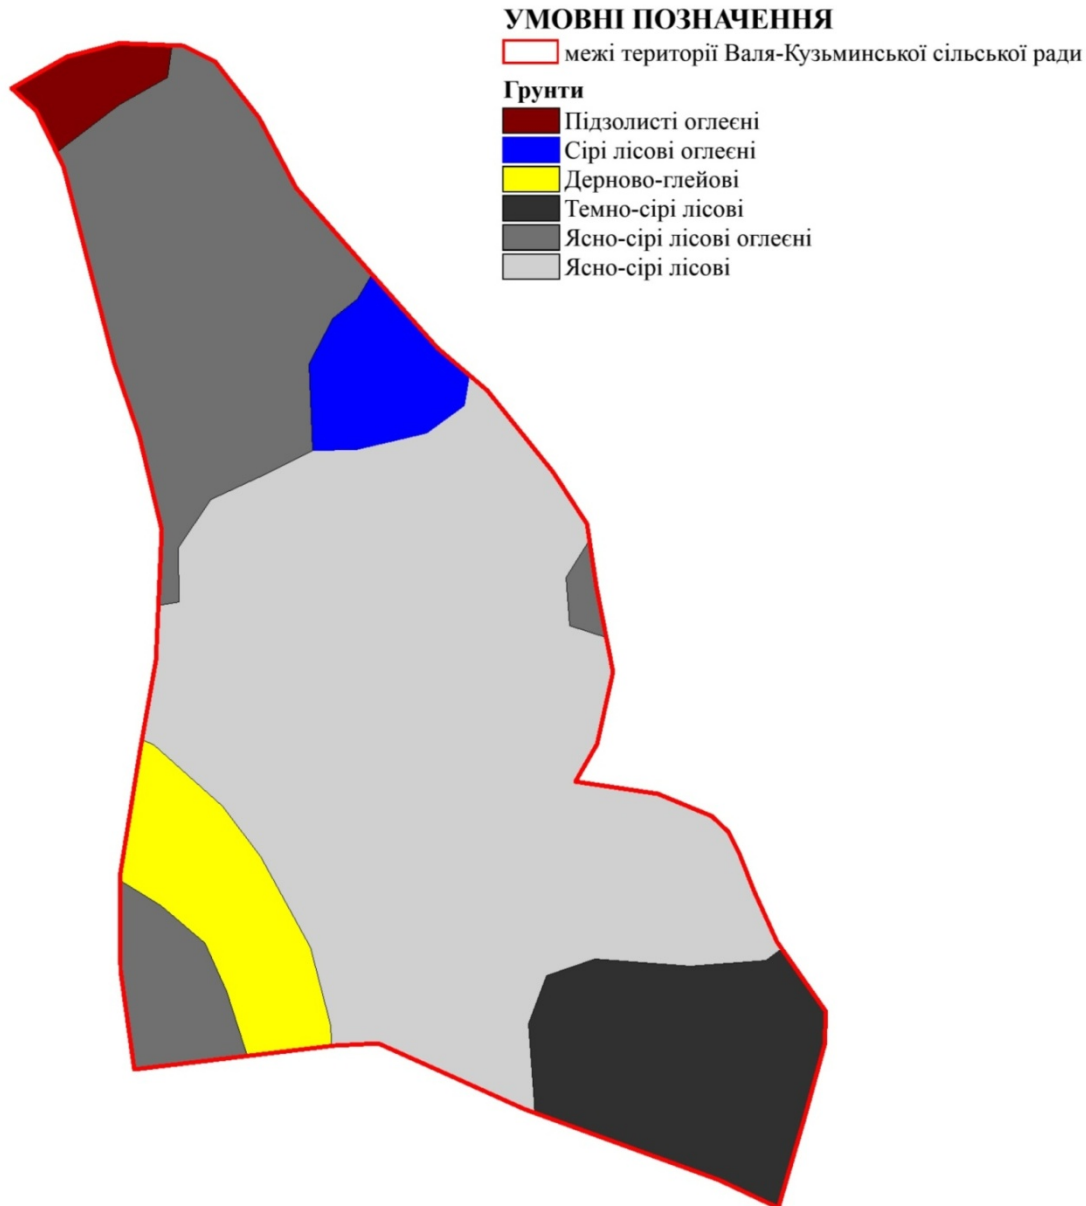 УМОВНІ ПОЗНАЧЕННЯ
межі території Валя-Кузьминської сільської ради
Грунти
Підзолисті оглеєні
Сірі лісові оглеєні
Дерново-глейові
Темно-сірі лісові
Ясно-сірі лісові оглеєні
Ясно-сірі лісові